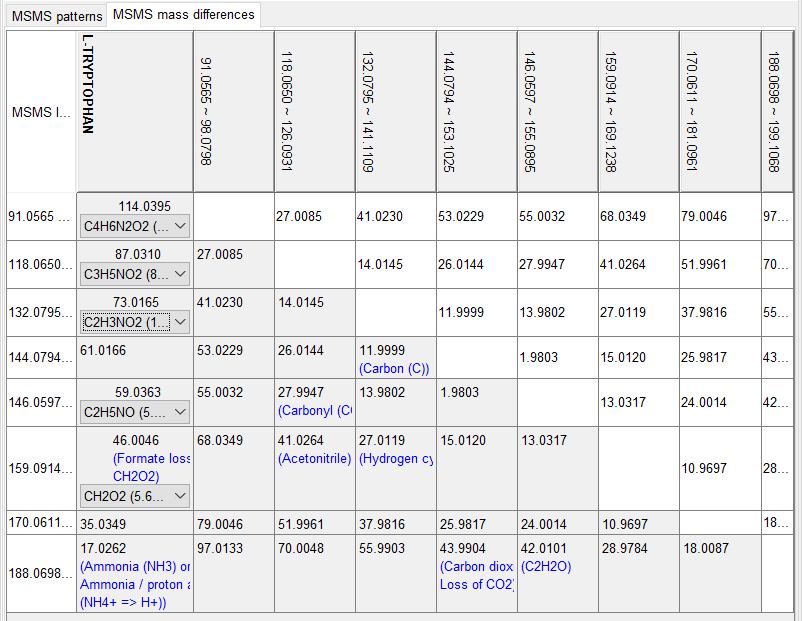 MSMS patterns MSMS mass differences
MSMS I... L-TRYPTOPHAN 91.0565 ~ 98.0798 118.0650 ~ 126.0931 132.0795 ~ 141.1109 144.0794 ~ 153.1025 146.0597 ~ 155.0895 159.0914 ~ 169.1238 170.0611 ~ 181.0961 188.0698 ~ 199.1068
114.0395
91.0565 ... 27.0085 41.0230 53.0229 55.0032 68.0349 79.0046 97...
C4H6N2O2 (...
87.0310 27.0085
118.0650... 14.0145 26.0144 27.9947 41.0264 51.9961 70...
C3H5NO2 (8...
73.0165 41.0230 14.0145
132.0795... 11.9999 13.9802 27.0119 37.9816 55...
C2H3NO2 (1...
61.0166 53.0229 26.0144 11.9999
144.0794... 1.9803 15.0120 25.9817 43...
(Carbon (C))
59.0363 55.0032 27.9947 13.9802 1.9803
146.0597... 13.0317 24.0014 42...
C2H5NO (5.... (Carbonyl (C
46.0046 68.0349 41.0264 27.0119 15.0120 13.0317
(Formate loss (Acetonitrile) (Hydrogen cy
159.0914... 10.9697 28...
CH2O2)
CH2O2 (5.6...
170.0611... 35.0349 79.0046 51.9961 37.9816 25.9817 24.0014 10.9697 18...
17.0262 97.0133 70.0048 55.9903 43.9904 42.0101 28.9784 18.0087
(Ammonia (NH3) or (Carbon diox (C2H2O)
188.0698...
Ammonia / proton a Loss of CO2)
(NH4+ => H+))